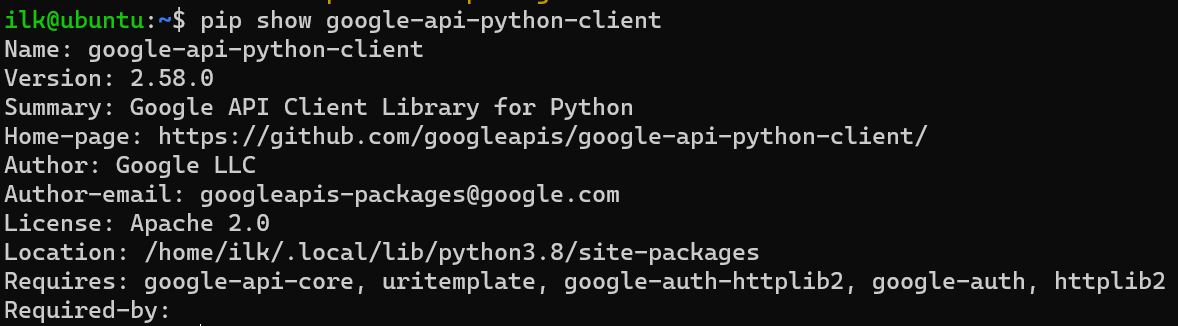 ilk@ubuntu:~$ pip show google-api-python-client
Name: google-api-python-client
Version: 2.58.0
Summary: Google API Client Library for Python
Home-page: https://github.com/googleapis/google-api-python-client/
Author: Google LLC
Author-email: googleapis-packages@google.com
License: Apache 2.0
Location: /home/ilk/.local/lib/python3.8/site-packages
Requires: google-api-core, uritemplate, google-auth-httplib2, google-auth, httplib2
Required-by: